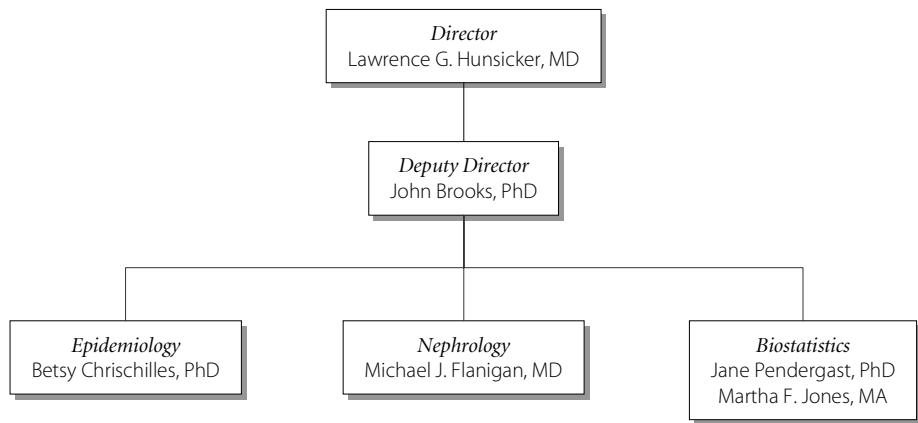 Director
Lawrence G. Hunsicker, MD
Deputy Director
John Brooks, PhD
Epidemiology
Betsy Chrischilles, PhD
Nephrology
Michael J. Flanigan, MD
Biostatistics
Jane Pendergast, PhD
Martha F. Jones, MA